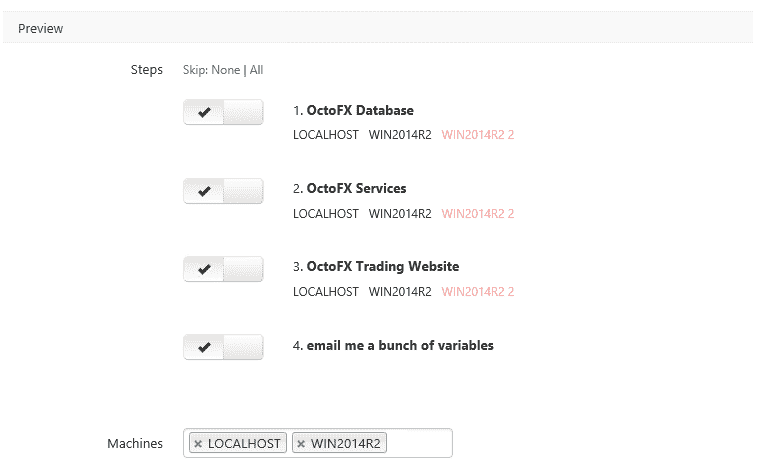 Preview
Steps Skip: None | All
1. OctoFX Database
LOCALHOST WIN2014R2 WIN2014R2 2
2. OctoFX Services
LOCALHOST WIN2014R2 WIN2014R2 2
3. OctoFX Trading Website
LOCALHOST WIN2014R2 WIN2014R2 2
4. email me a bunch of variables
Machines × LOCALHOST × WIN2014R2